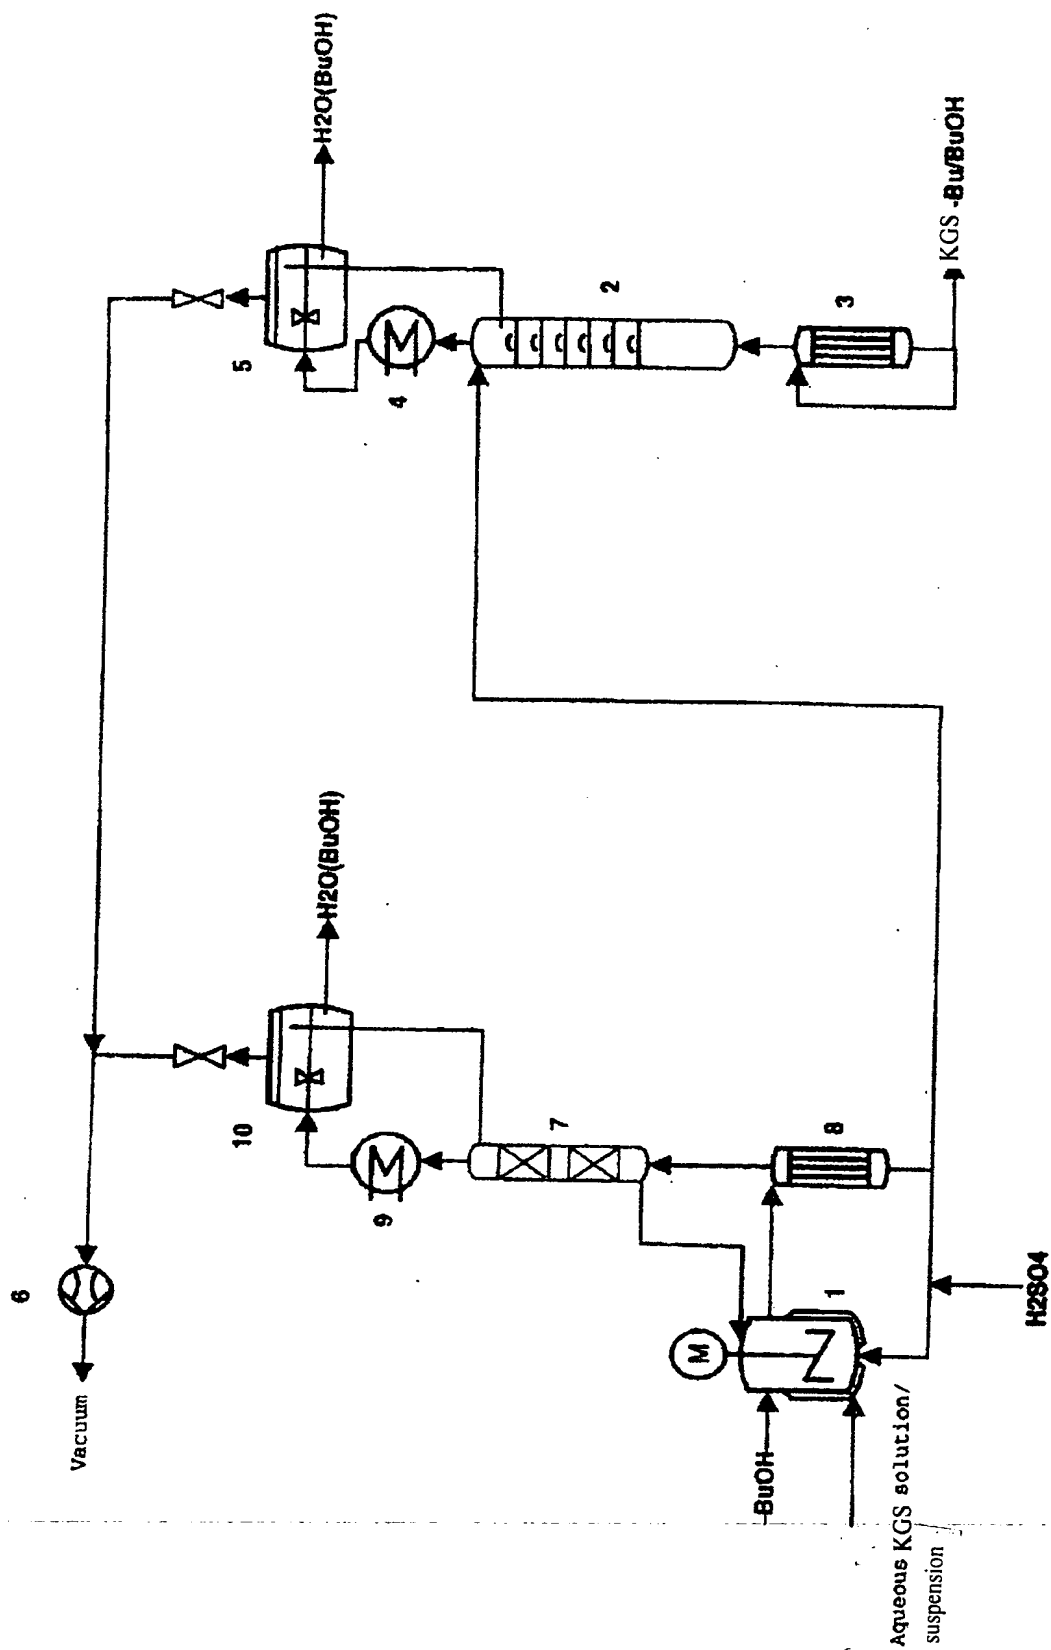 6
Vacuum
10
H2O(BuOH)
5
H2O(BuOH)
9
4
7
2
M
BuOH
1
8
3
Aqueous KGS solution/
suspension
H2SO4
KGS -Bu/BuOH